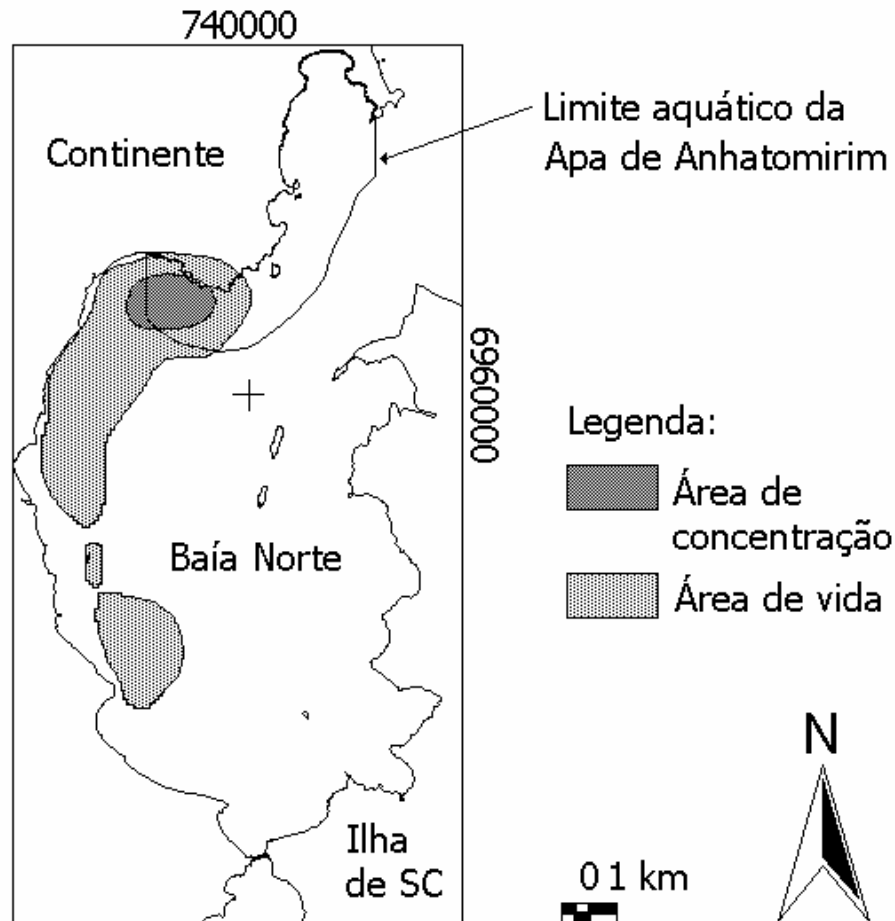 740000
Continente
Limite aquático da
Apa de Anhatomirim
6960000
Legenda:
Área de
concentração
Área de vida
Baía Norte
N
Ilha
de SC
0 1 km